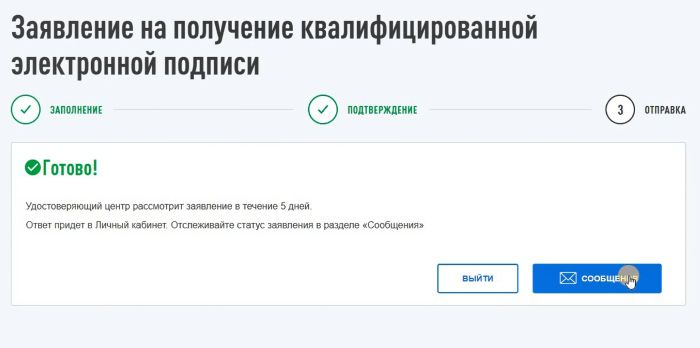 Заявление на получение квалифицированной
электронной подписи
ЗАПОЛНЕНИЕ
ПОДТВЕРЖДЕНИЕ
3 ОТПРАВКА
Готово!
Удостоверяющий центр рассмотрит заявление в течение 5 дней.
Ответ придет в Личный кабинет. Отслеживайте статус заявления в разделе «Сообщения»
ВЫЙТИ
СООБЩЕНИЯ